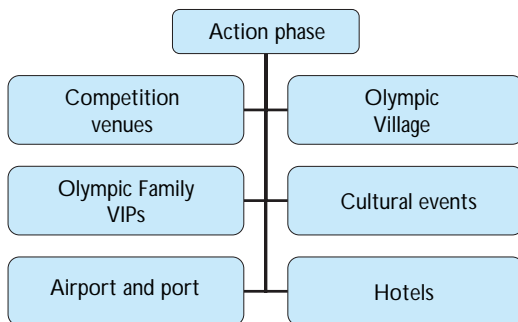 Action phase
Competition
venues
Olympic
Village
Olympic Family
VIPs
Cultural events
Airport and port
Hotels